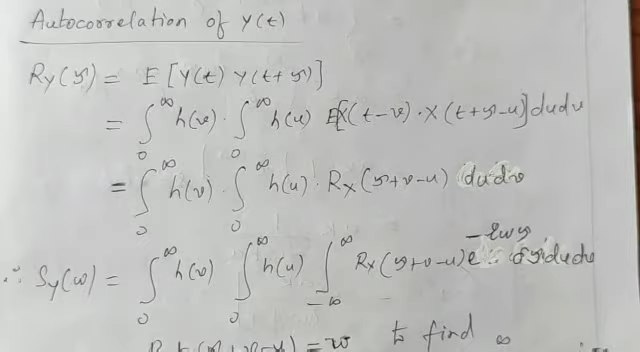 Autocorrelation of Y(t)
Ry(τ) = E[Y(t) Y(t+τ)]
= ∫₀^∞ h(v) · ∫₀^∞ h(u) E[X(t-v) · X(t+τ-u)] du dv
= ∫₀^∞ h(v) · ∫₀^∞ h(u) · Rx(τ+v-u) du dv
∴ Sy(ω) = ∫₀^∞ h(v) ∫₀^∞ h(u) ∫_{-∞}^∞ Rx(τ+v-u) e^{-iωτ} dτ du dv
to find ∞